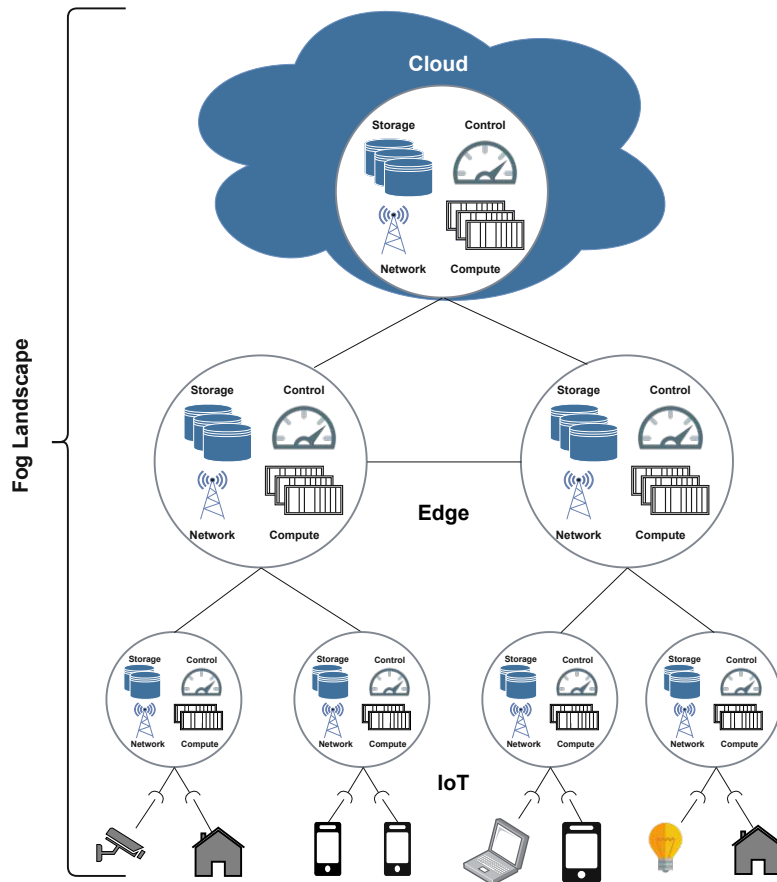 Cloud
Storage Control
Network Compute
Fog Landscape
Storage Control
Network Compute
Storage Control
Network Compute
Edge
Storage Control
Network Compute
Storage Control
Network Compute
Storage Control
Network Compute
Storage Control
Network Compute
IoT